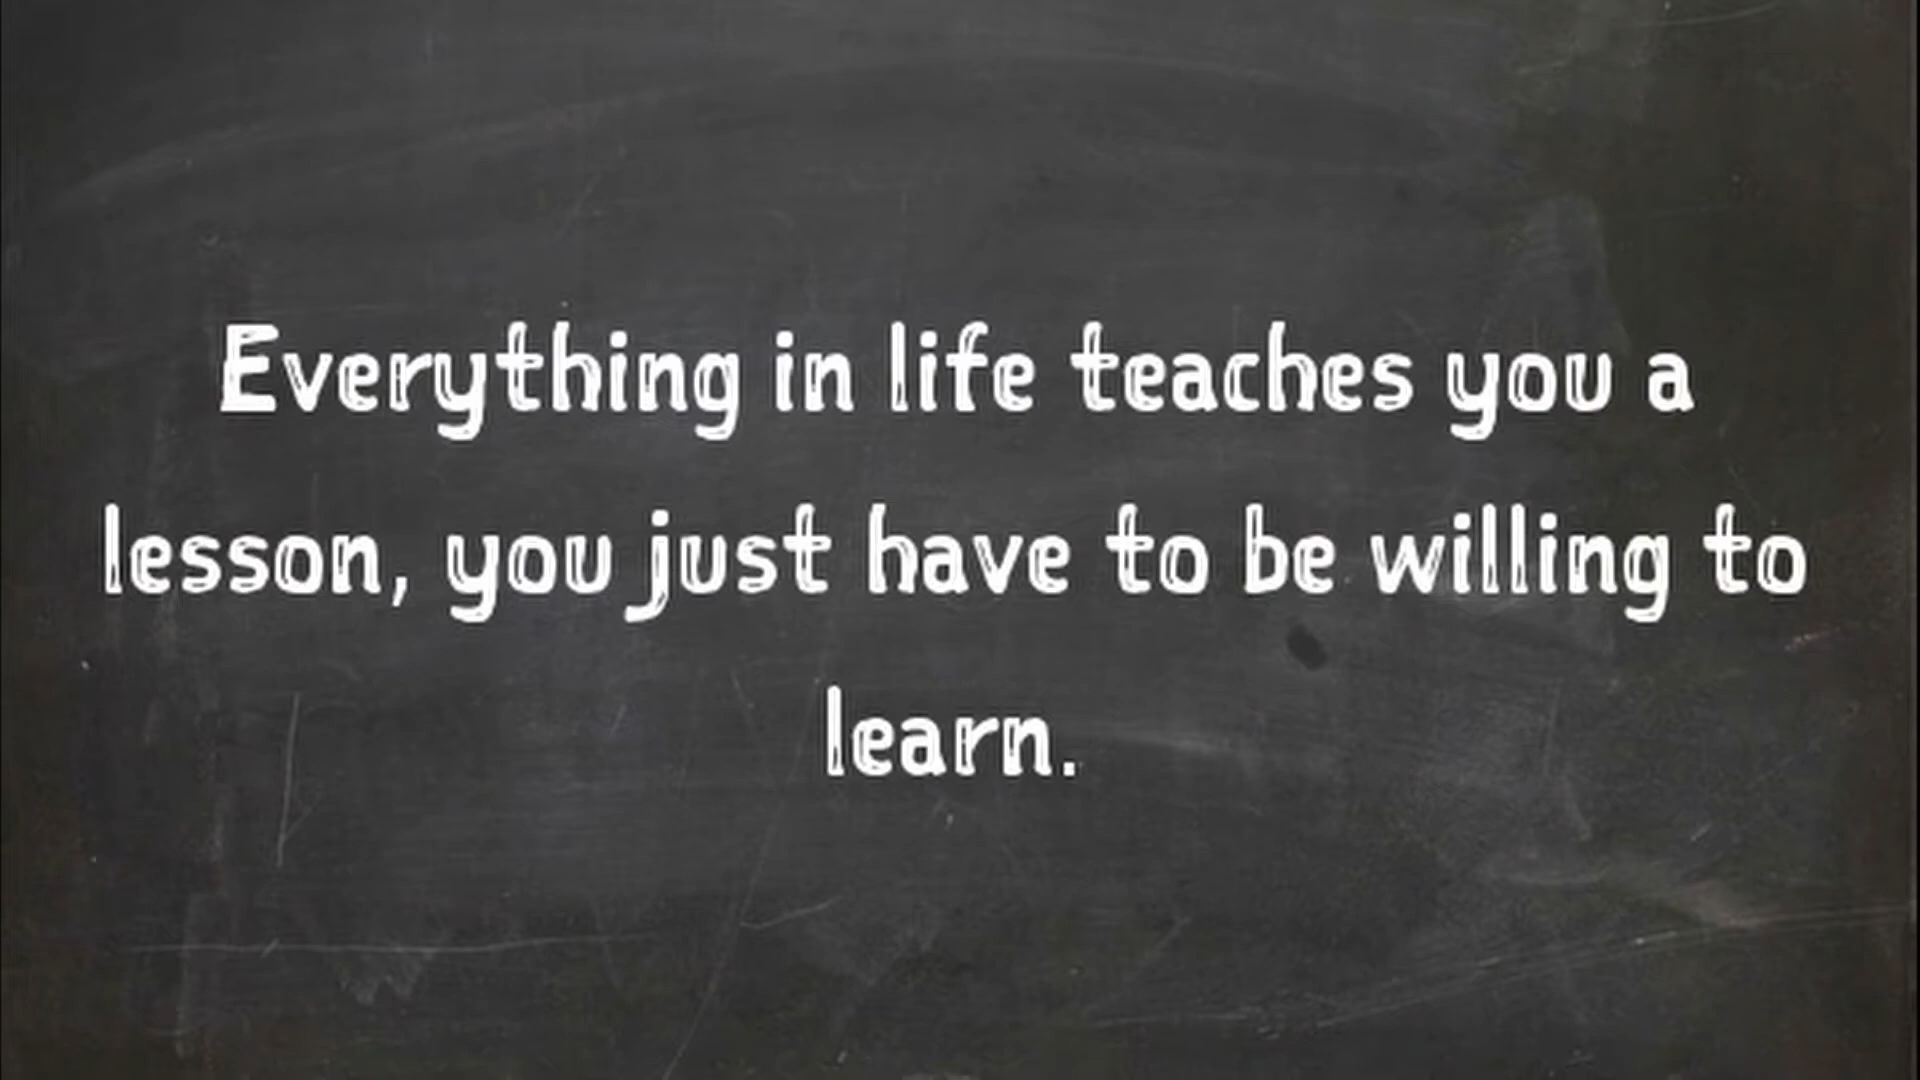 Everything in life teaches you a
lesson, you just have to be willing to
learn.